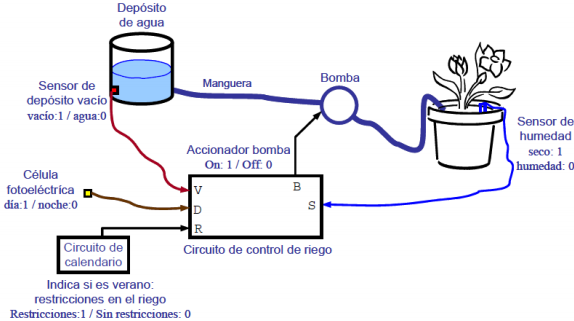 Depósito
de agua
Sensor de
depósito vacío
vacío:1 / agua:0
Manguera
Bomba
Sensor de
humedad
seco: 1
humedad: 0
Accionador bomba
On: 1 / Off: 0
Célula
fotoeléctrica
día:1 / noche:0
B
V
D
R
S
Circuito de
calendario
Circuito de control de riego
Indica si es verano:
restricciones en el riego
Restricciones:1 / Sin restricciones: 0